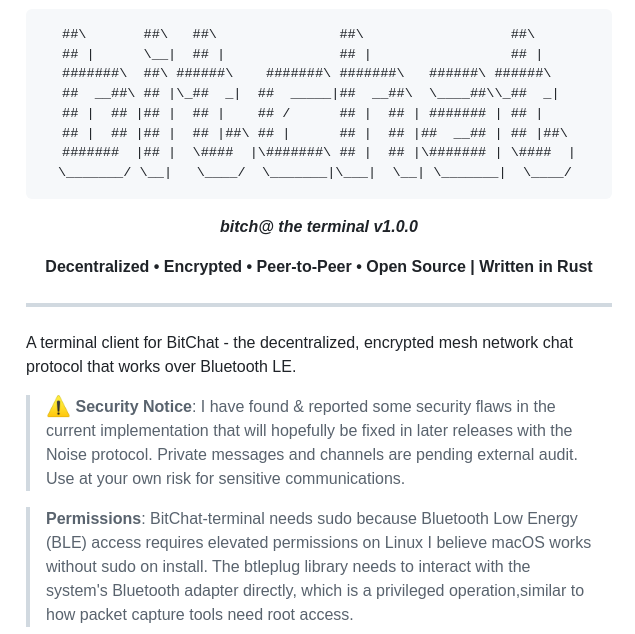 ##\       ##\   ##\               ##\                  ##\
## |      \__|  ## |              ## |                 ## |
#######\  ##\ ######\    #######\ #######\   ######\ ######\
##  __##\ ## |\_##  _|  ##  _____|##  __##\  \____##\\_##  _|
## |  ## |## |  ## |    ## /      ## |  ## | ####### | ## |
## |  ## |## |  ## |##\ ## |      ## |  ## |##  __## | ## |##\
#######  |## |  \####  |\#######\ ## |  ## |\####### | \####  |
\_______/ \__|   \____/  \_______|\___|  \__| \_______|  \____/
bitch@ the terminal v1.0.0
Decentralized • Encrypted • Peer-to-Peer • Open Source | Written in Rust
A terminal client for BitChat - the decentralized, encrypted mesh network chat
protocol that works over Bluetooth LE.
⚠️ Security Notice: I have found & reported some security flaws in the
current implementation that will hopefully be fixed in later releases with the
Noise protocol. Private messages and channels are pending external audit.
Use at your own risk for sensitive communications.
Permissions: BitChat-terminal needs sudo because Bluetooth Low Energy
(BLE) access requires elevated permissions on Linux I believe macOS works
without sudo on install. The btleplug library needs to interact with the
system's Bluetooth adapter directly, which is a privileged operation,similar to
how packet capture tools need root access.